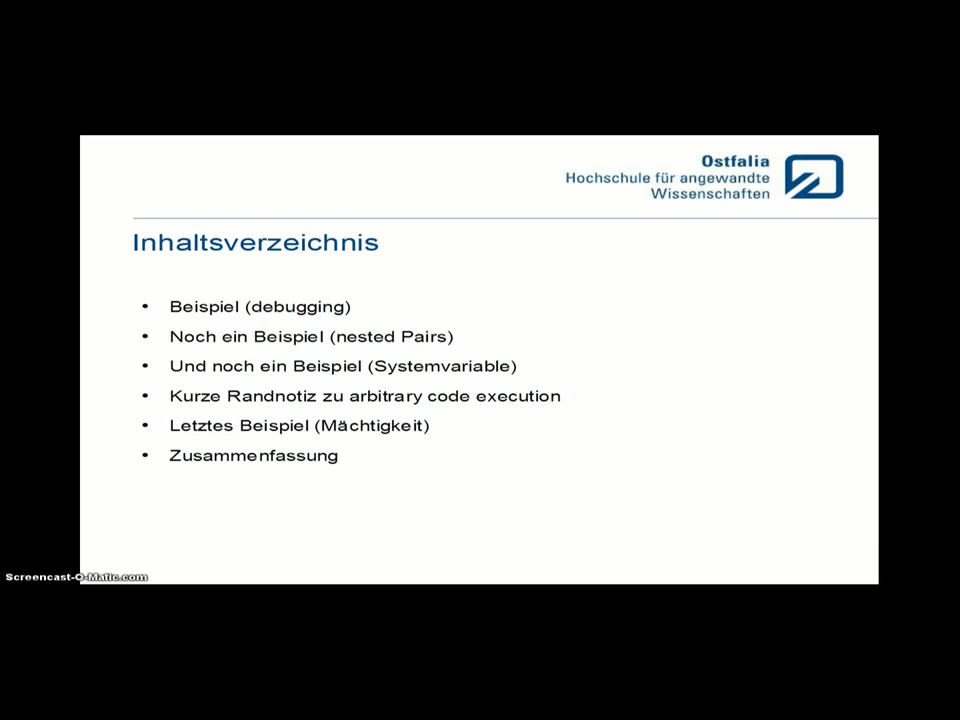 Ostfalia
Hochschule für angewandte
Wissenschaften
Inhaltsverzeichnis
• Beispiel (debugging)
• Noch ein Beispiel (nested Pairs)
• Und noch ein Beispiel (Systemvariable)
• Kurze Randnotiz zu arbitrary code execution
• Letztes Beispiel (Mächtigkeit)
• Zusammenfassung
Screencast-O-Matic.com